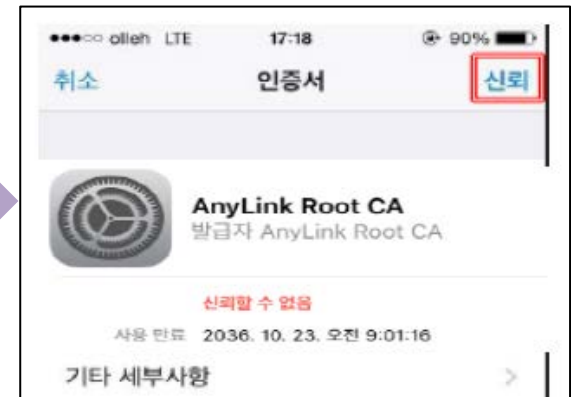 olleh LTE 17:18 90%
취소 인증서 신뢰
AnyLink Root CA
발급자 AnyLink Root CA
신뢰할 수 없음
사용 만료 2036. 10. 23. 오전 9:01:16
기타 세부사항